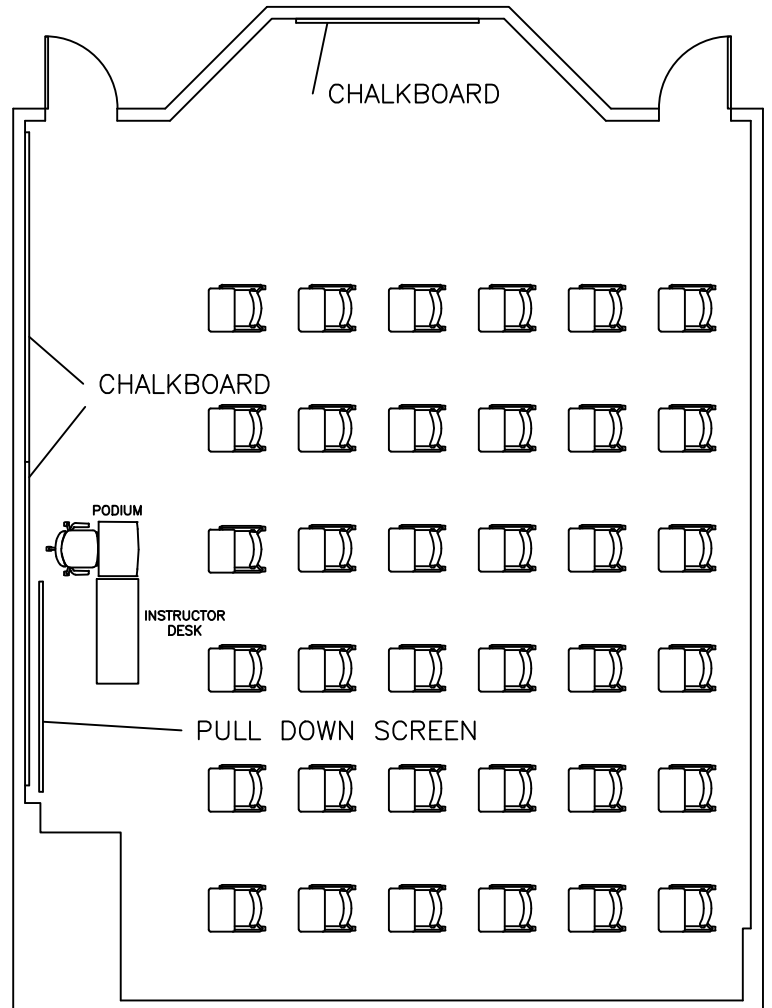 CHALKBOARD
CHALKBOARD
PODIUM
INSTRUCTOR
DESK
PULL DOWN SCREEN